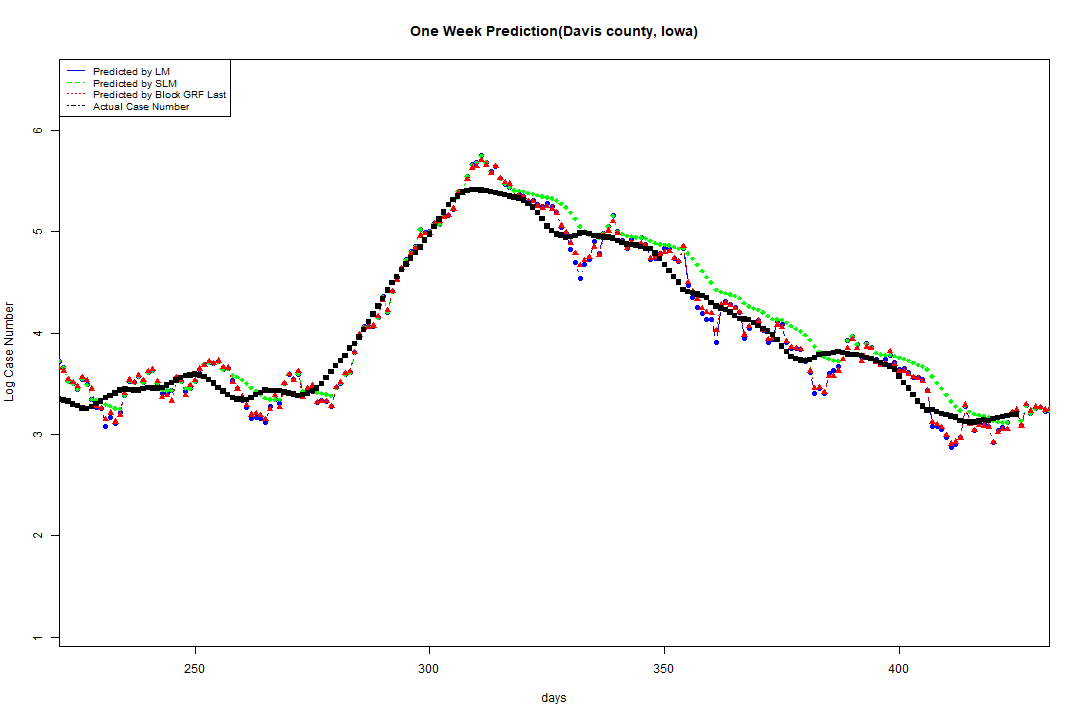 One Week Prediction(Davis county, Iowa)
Predicted by LM
Predicted by SLM
Predicted by Block GRF Last
Actual Case Number
Log Case Number
6
5
4
3
2
1
250 300 350 400
days